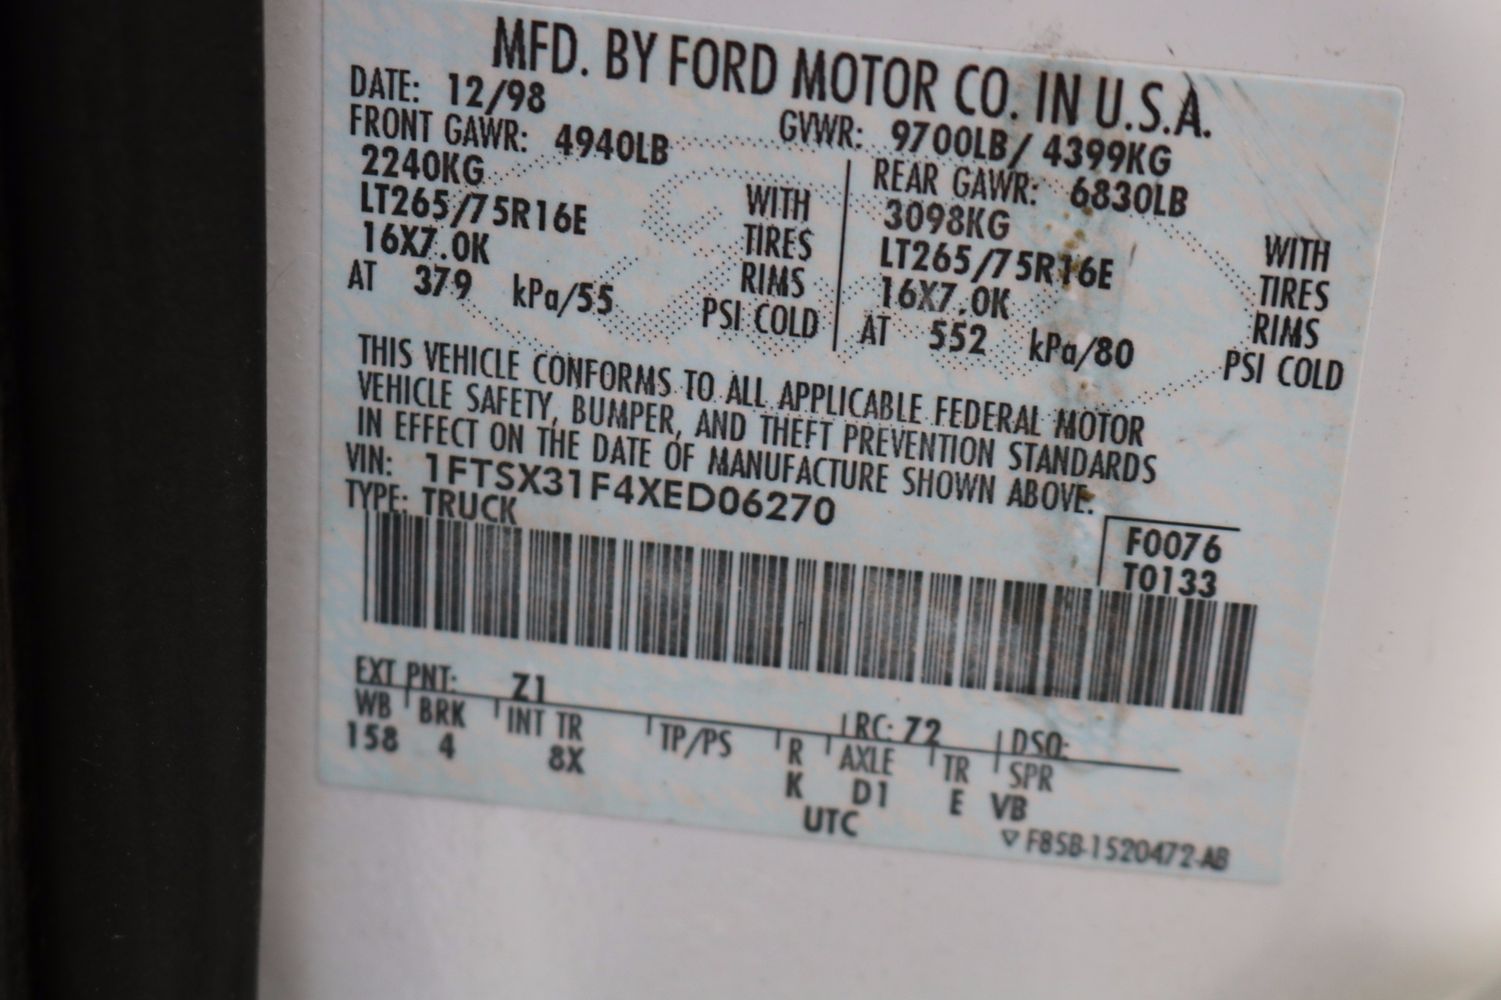 MFD. BY FORD MOTOR CO. IN U.S.A.
DATE: 12/98 GVWR: 9700LB/ 4399KG
FRONT GAWR: 4940LB REAR GAWR: 6830LB
2240KG WITH 3098KG WITH
LT265/75R16E TIRES LT265/75R16E TIRES
16X7.0K RIMS 16X7.0K RIMS
AT 379 kPa/55 PSI COLD AT 552 kPa/80 PSI COLD
THIS VEHICLE CONFORMS TO ALL APPLICABLE FEDERAL MOTOR
VEHICLE SAFETY, BUMPER, AND THEFT PREVENTION STANDARDS
IN EFFECT ON THE DATE OF MANUFACTURE SHOWN ABOVE.
VIN: 1FTSX31F4XED06270
TYPE: TRUCK
F0076
T0133
EXT PNT: Z1 RC: 72 DSO:
WB BRK INT TR TP/PS R AXLE TR SPR
158 4 8X K D1 E VB
UTC
▽ F85B-1520472-AB